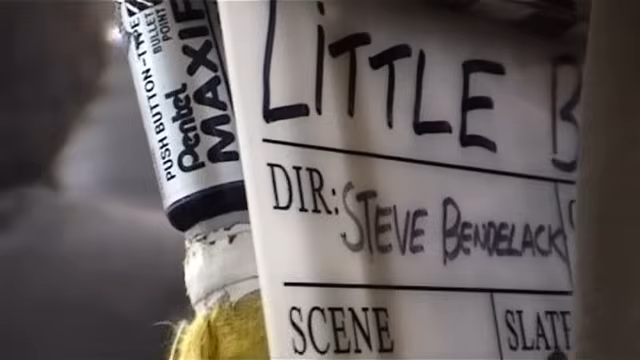 PUSH BUTTON-TYPE
BULLET
POINT
Pentel
MAXIF
LITTLE B
DIR: STEVE BENDELACK
SCENE
SLATE